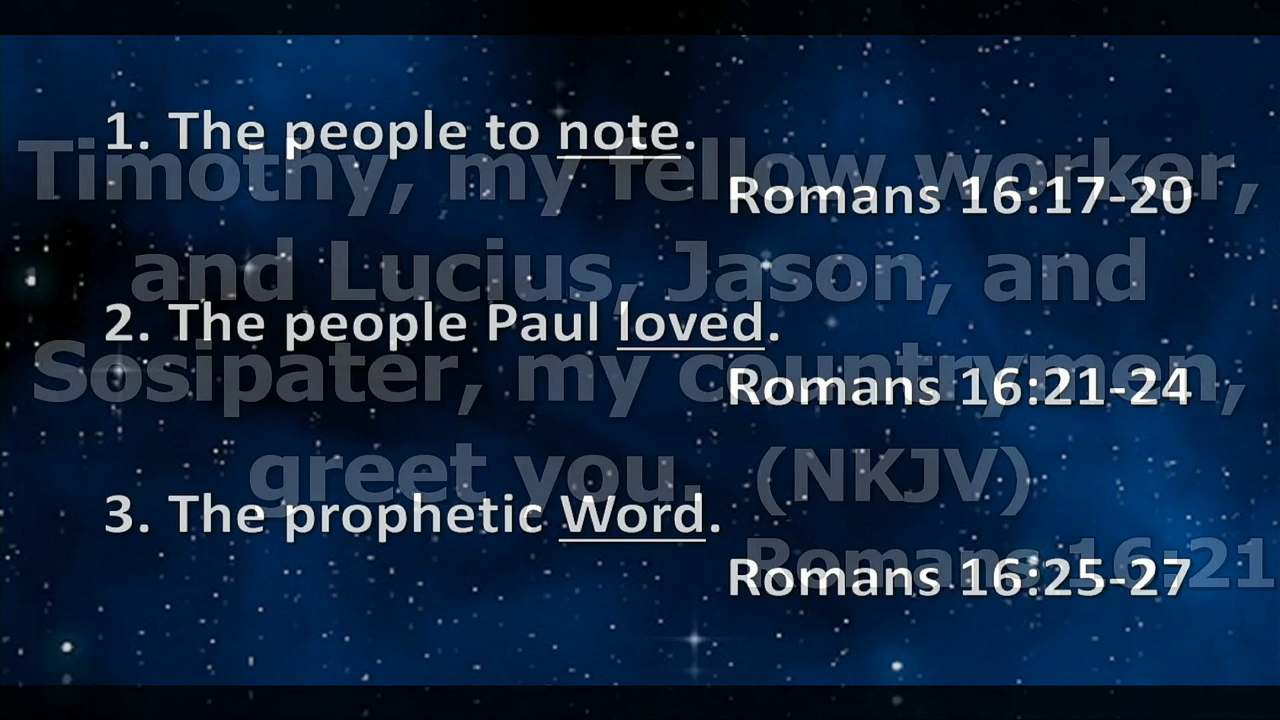 1. The people to note.
Romans 16:17-20
2. The people Paul loved.
Romans 16:21-24
3. The prophetic Word.
Romans 16:25-27
Timothy, my fellow worker,
and Lucius, Jason, and
Sosipater, my countrymen,
greet you. (NKJV)
Romans 16:21